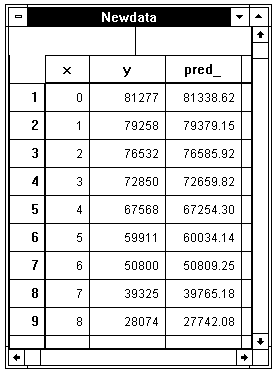 Newdata
x y pred_
1 0 81277 81338.62
2 1 79258 79379.15
3 2 76532 76585.92
4 3 72850 72659.82
5 4 67568 67254.30
6 5 59911 60034.14
7 6 50800 50809.25
8 7 39325 39765.18
9 8 28074 27742.08